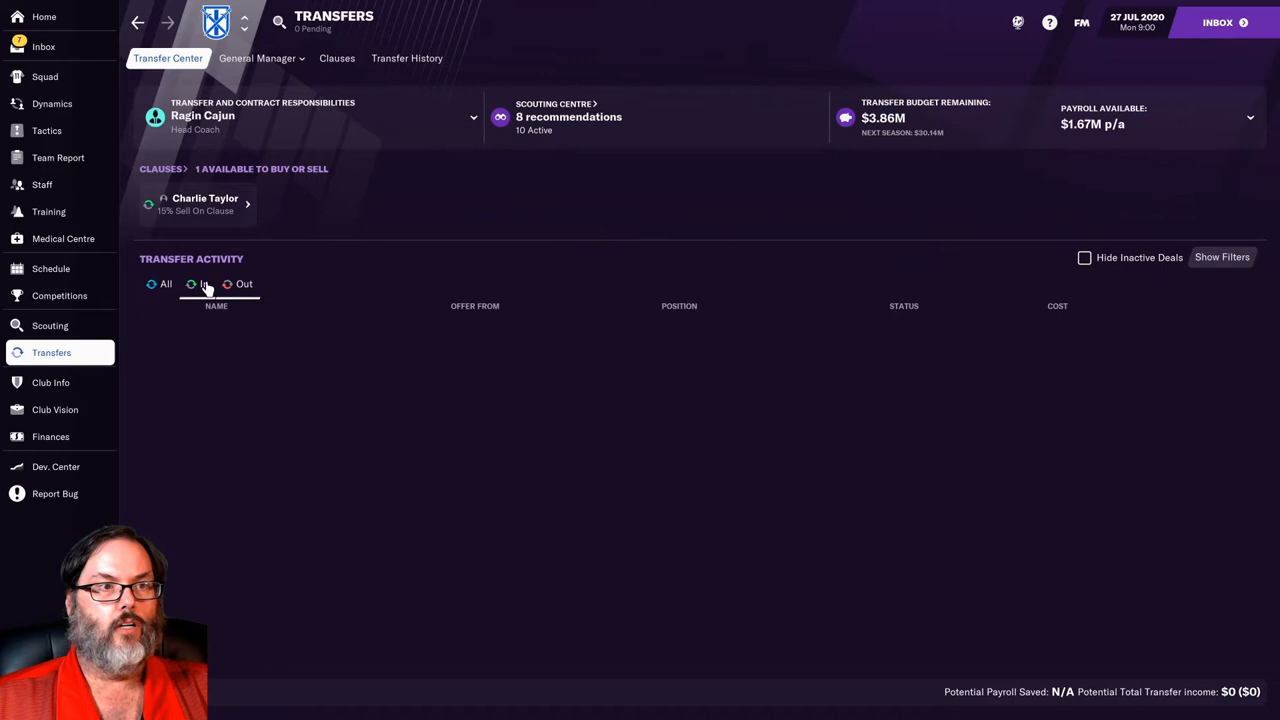 Home
7
Inbox
Squad
Dynamics
Tactics
Team Report
Staff
Training
Medical Centre
Schedule
Competitions
Scouting
Transfers
Club Info
Club Vision
Finances
Dev. Center
Report Bug
TRANSFERS
0 Pending
FM
27 JUL 2020
Mon 9:00
INBOX
Transfer Center
General Manager
Clauses
Transfer History
TRANSFER AND CONTRACT RESPONSIBILITIES
Ragin Cajun
Head Coach
SCOUTING CENTRE>
8 recommendations
10 Active
TRANSFER BUDGET REMAINING:
$3.86M
NEXT SEASON: $30.14M
PAYROLL AVAILABLE:
$1.67M p/a
CLAUSES> 1 AVAILABLE TO BUY OR SELL
Charlie Taylor
15% Sell On Clause
TRANSFER ACTIVITY
Hide Inactive Deals
Show Filters
All
Out
NAME OFFER FROM POSITION STATUS COST
Potential Payroll Saved: N/A Potential Total Transfer income: $0 ($0)